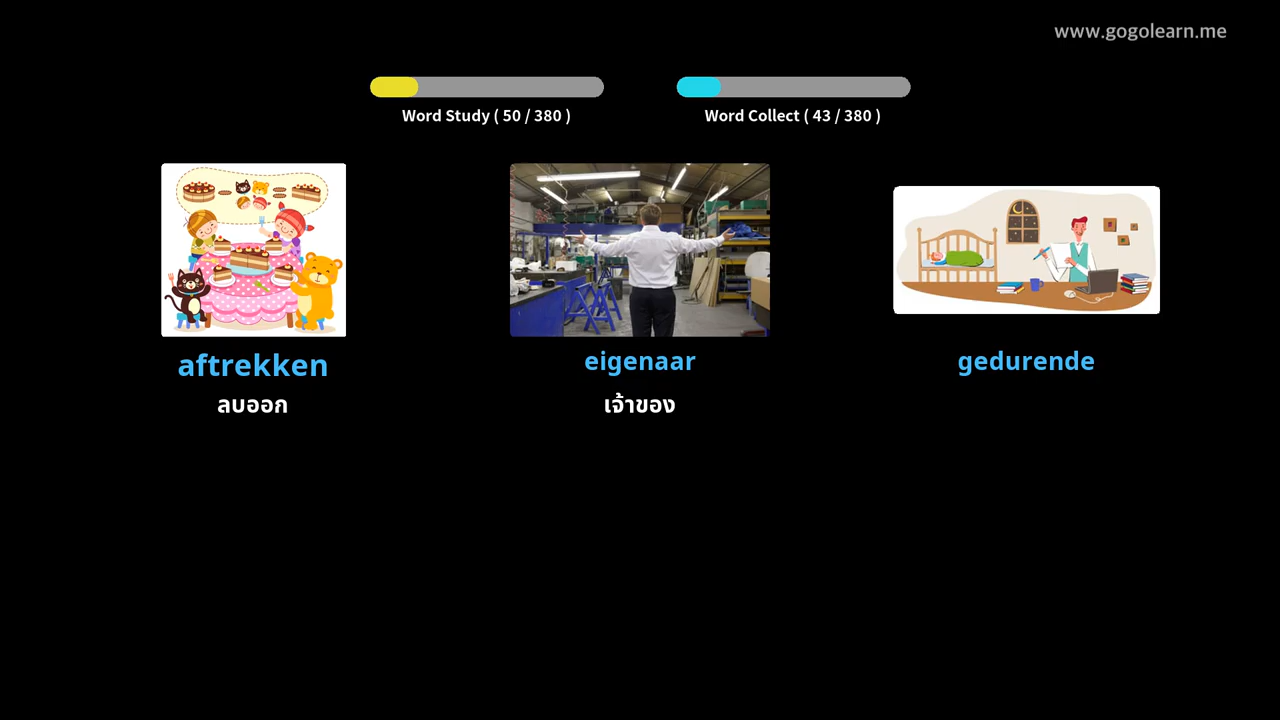 www.gogolearn.me
Word Study ( 50 / 380 )
Word Collect ( 43 / 380 )
aftrekken
ลบออก
eigenaar
เจ้าของ
gedurende